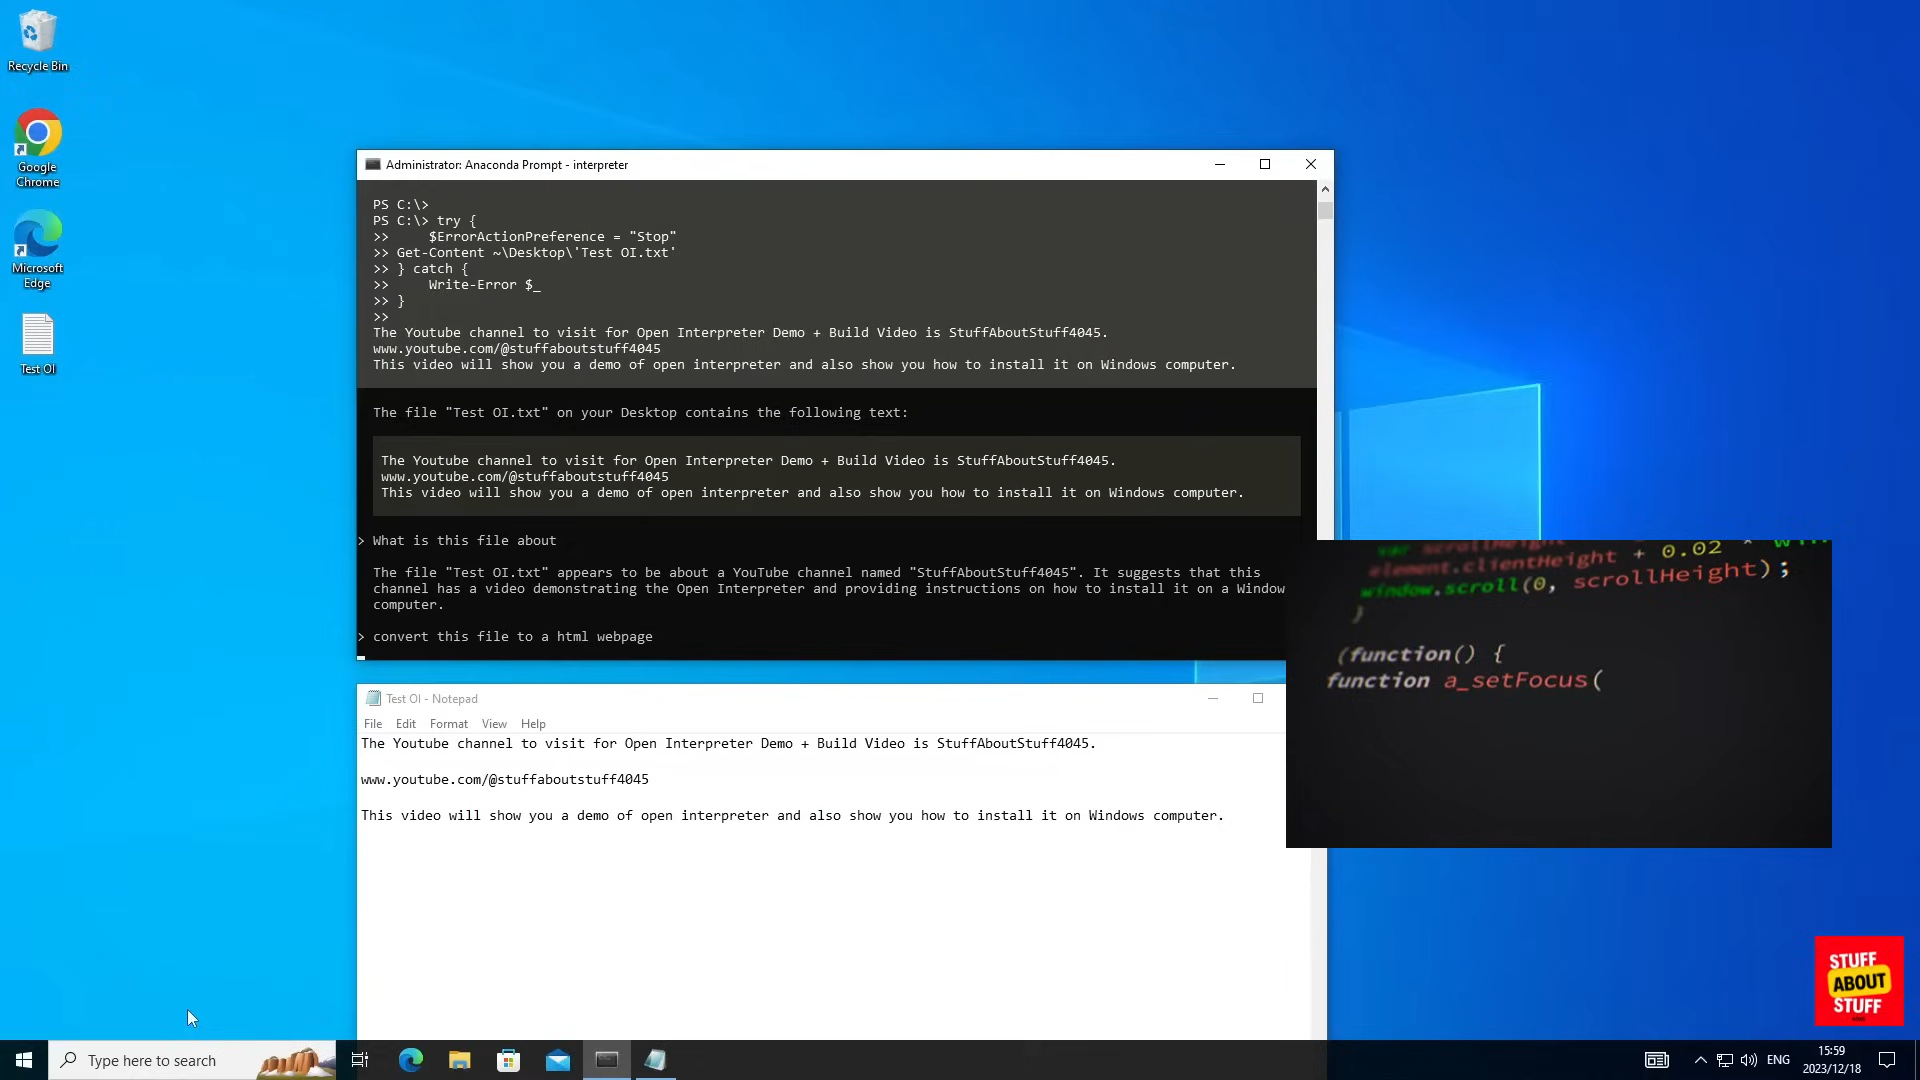 Recycle Bin
Google
Chrome
Microsoft
Edge
Test OI
Administrator: Anaconda Prompt - interpreter
PS C:\>
PS C:\> try {
>>     $ErrorActionPreference = "Stop"
>> Get-Content ~\Desktop\'Test OI.txt'
>> } catch {
>>     Write-Error $_
>> }
>>
The Youtube channel to visit for Open Interpreter Demo + Build Video is StuffAboutStuff4045.
www.youtube.com/@stuffaboutstuff4045
This video will show you a demo of open interpreter and also show you how to install it on Windows computer.
The file "Test OI.txt" on your Desktop contains the following text:
The Youtube channel to visit for Open Interpreter Demo + Build Video is StuffAboutStuff4045.
www.youtube.com/@stuffaboutstuff4045
This video will show you a demo of open interpreter and also show you how to install it on Windows computer.
> What is this file about
The file "Test OI.txt" appears to be about a YouTube channel named "StuffAboutStuff4045". It suggests that this
channel has a video demonstrating the Open Interpreter and providing instructions on how to install it on a Window
computer.
> convert this file to a html webpage
Test OI - Notepad
File Edit Format View Help
The Youtube channel to visit for Open Interpreter Demo + Build Video is StuffAboutStuff4045.
www.youtube.com/@stuffaboutstuff4045
This video will show you a demo of open interpreter and also show you how to install it on Windows computer.
element.clientHeight + 0.02 *
window.scroll(0, scrollHeight);
}
(function() {
function a_setFocus(
STUFF
ABOUT
STUFF
Type here to search
ENG
15:59
2023/12/18